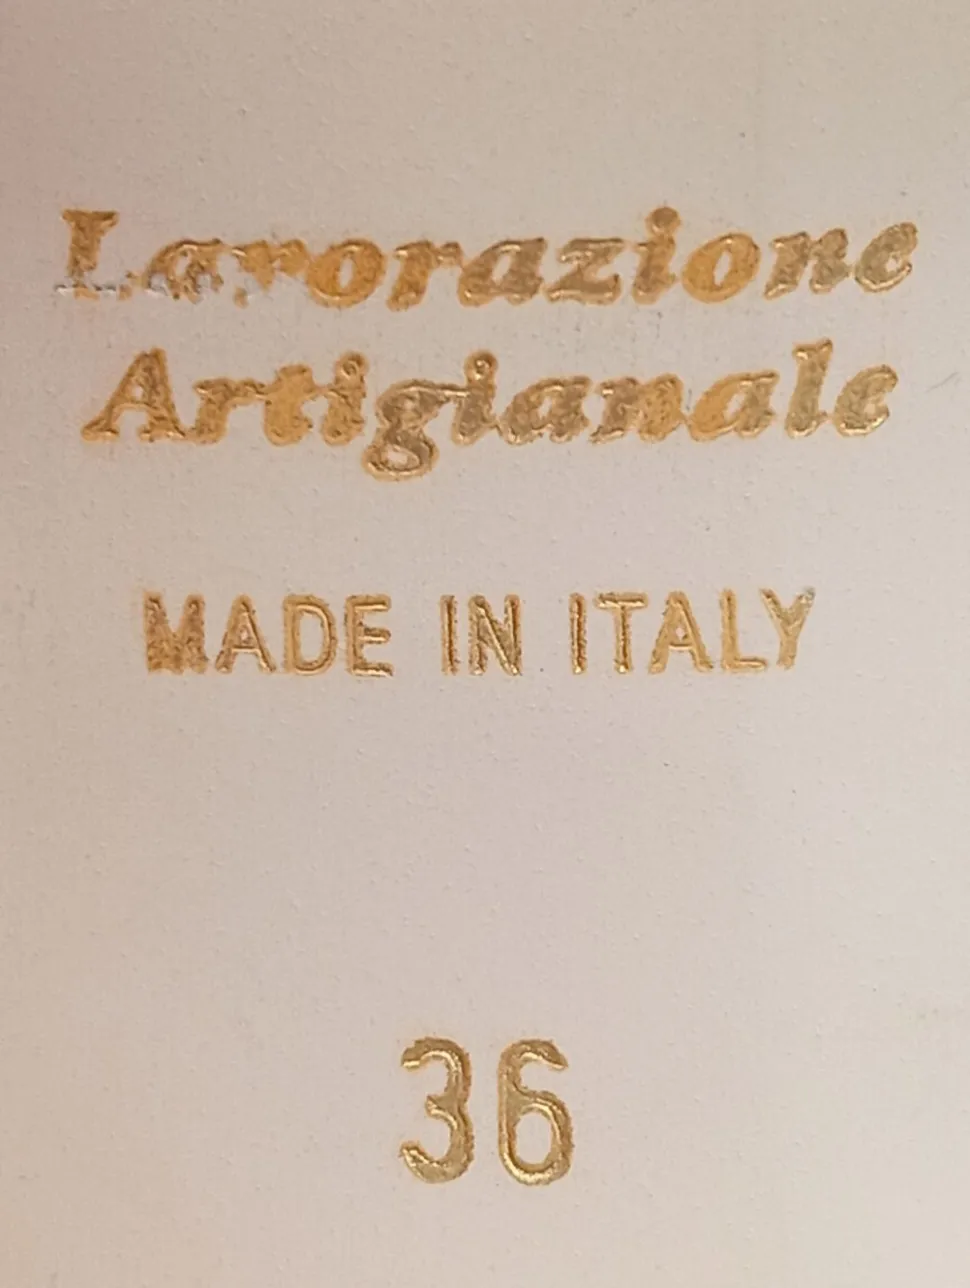 Lavorazione
Artigianale
MADE IN ITALY
36